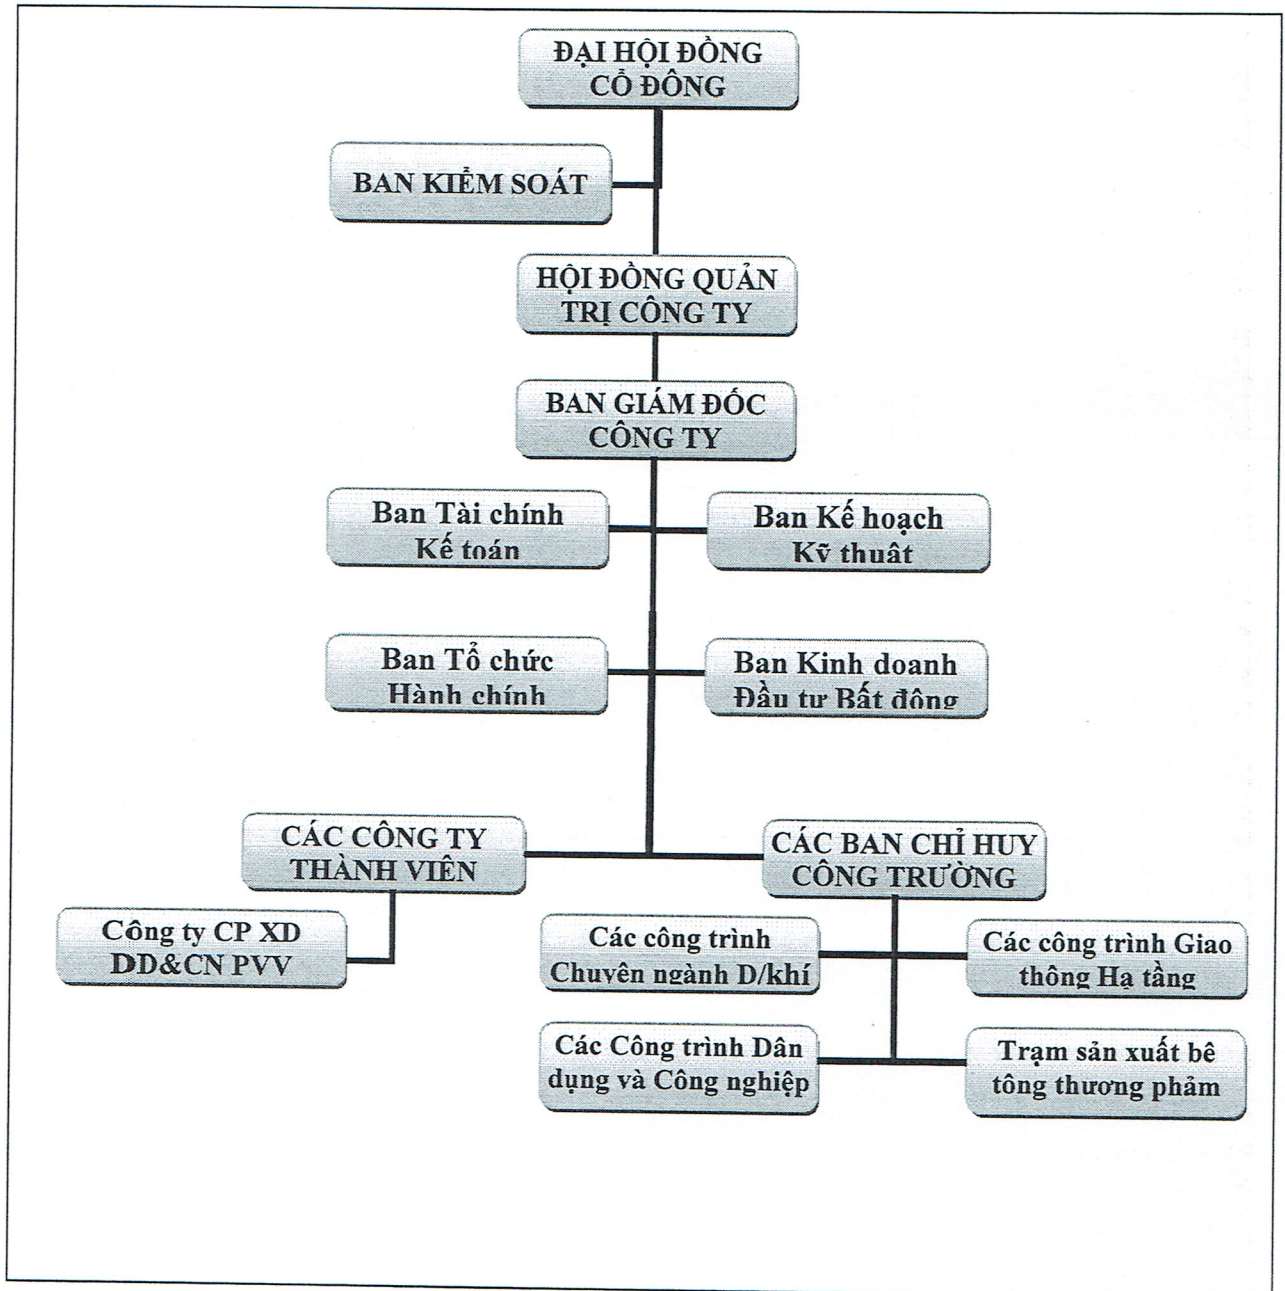 ĐẠI HỘI ĐỒNG
CỔ ĐÔNG
BAN KIỂM SOÁT
HỘI ĐỒNG QUẢN
TRỊ CÔNG TY
BAN GIÁM ĐỐC
CÔNG TY
Ban Tài chính
Kế toán
Ban Kế hoạch
Kỹ thuật
Ban Tổ chức
Hành chính
Ban Kinh doanh
Đầu tư Bất động
CÁC CÔNG TY
THÀNH VIÊN
CÁC BAN CHỈ HUY
CÔNG TRƯỜNG
Công ty CP XD
DD&CN PVV
Các công trình
Chuyên ngành D/khí
Các công trình Giao
thông Hạ tầng
Các Công trình Dân
dụng và Công nghiệp
Trạm sản xuất bê
tông thương phảm